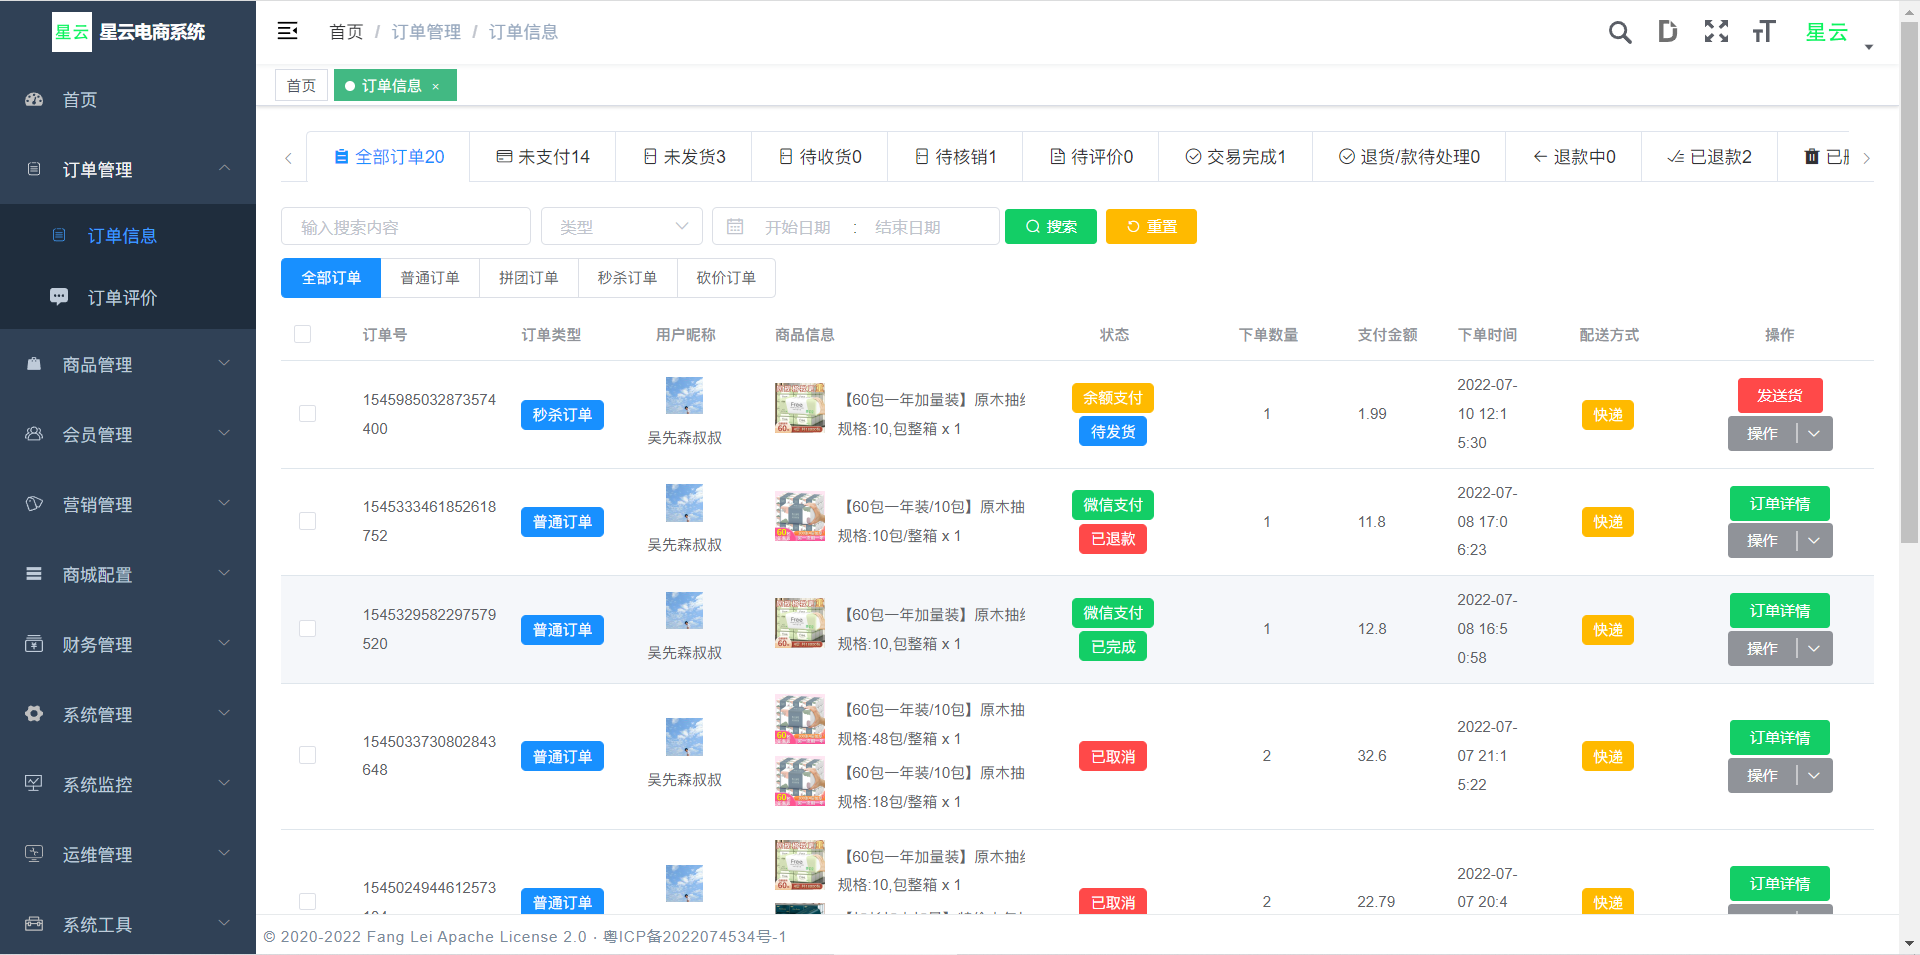 星云 星云电商系统
首页 / 订单管理 / 订单信息
星云
首页
订单信息 ×
首页
订单管理
订单信息
订单评价
商品管理
会员管理
营销管理
商城配置
财务管理
系统管理
系统监控
运维管理
系统工具
全部订单20 未支付14 未发货3 待收货0 待核销1 待评价0 交易完成1 退货/款待处理0 退款中0 已退款2
输入搜索内容 类型 开始日期 : 结束日期 搜索 重置
全部订单 普通订单 拼团订单 秒杀订单 砍价订单
订单号 订单类型 用户昵称 商品信息 状态 下单数量 支付金额 下单时间 配送方式 操作
1545985032873574
400
秒杀订单
吴先森叔叔
【60包一年加量装】原木抽
规格:10,包整箱 x 1
余额支付
待发货
1
1.99
2022-07-
10 12:1
5:30
快递
发送货
操作
1545333461852618
752
普通订单
吴先森叔叔
【60包一年装/10包】原木抽
规格:10包/整箱 x 1
微信支付
已退款
1
11.8
2022-07-
08 17:0
6:23
快递
订单详情
操作
1545329582297579
520
普通订单
吴先森叔叔
【60包一年加量装】原木抽
规格:10,包整箱 x 1
微信支付
已完成
1
12.8
2022-07-
08 16:5
0:58
快递
订单详情
操作
1545033730802843
648
普通订单
吴先森叔叔
【60包一年装/10包】原木抽
规格:48包/整箱 x 1
【60包一年装/10包】原木抽
规格:18包/整箱 x 1
已取消
2
32.6
2022-07-
07 21:1
5:22
快递
订单详情
操作
1545024944612573
普通订单
【60包一年加量装】原木抽
规格:10,包整箱 x 1
已取消
2
22.79
2022-07-
07 20:4
快递
订单详情
© 2020-2022 Fang Lei Apache License 2.0 · 粤ICP备2022074534号-1